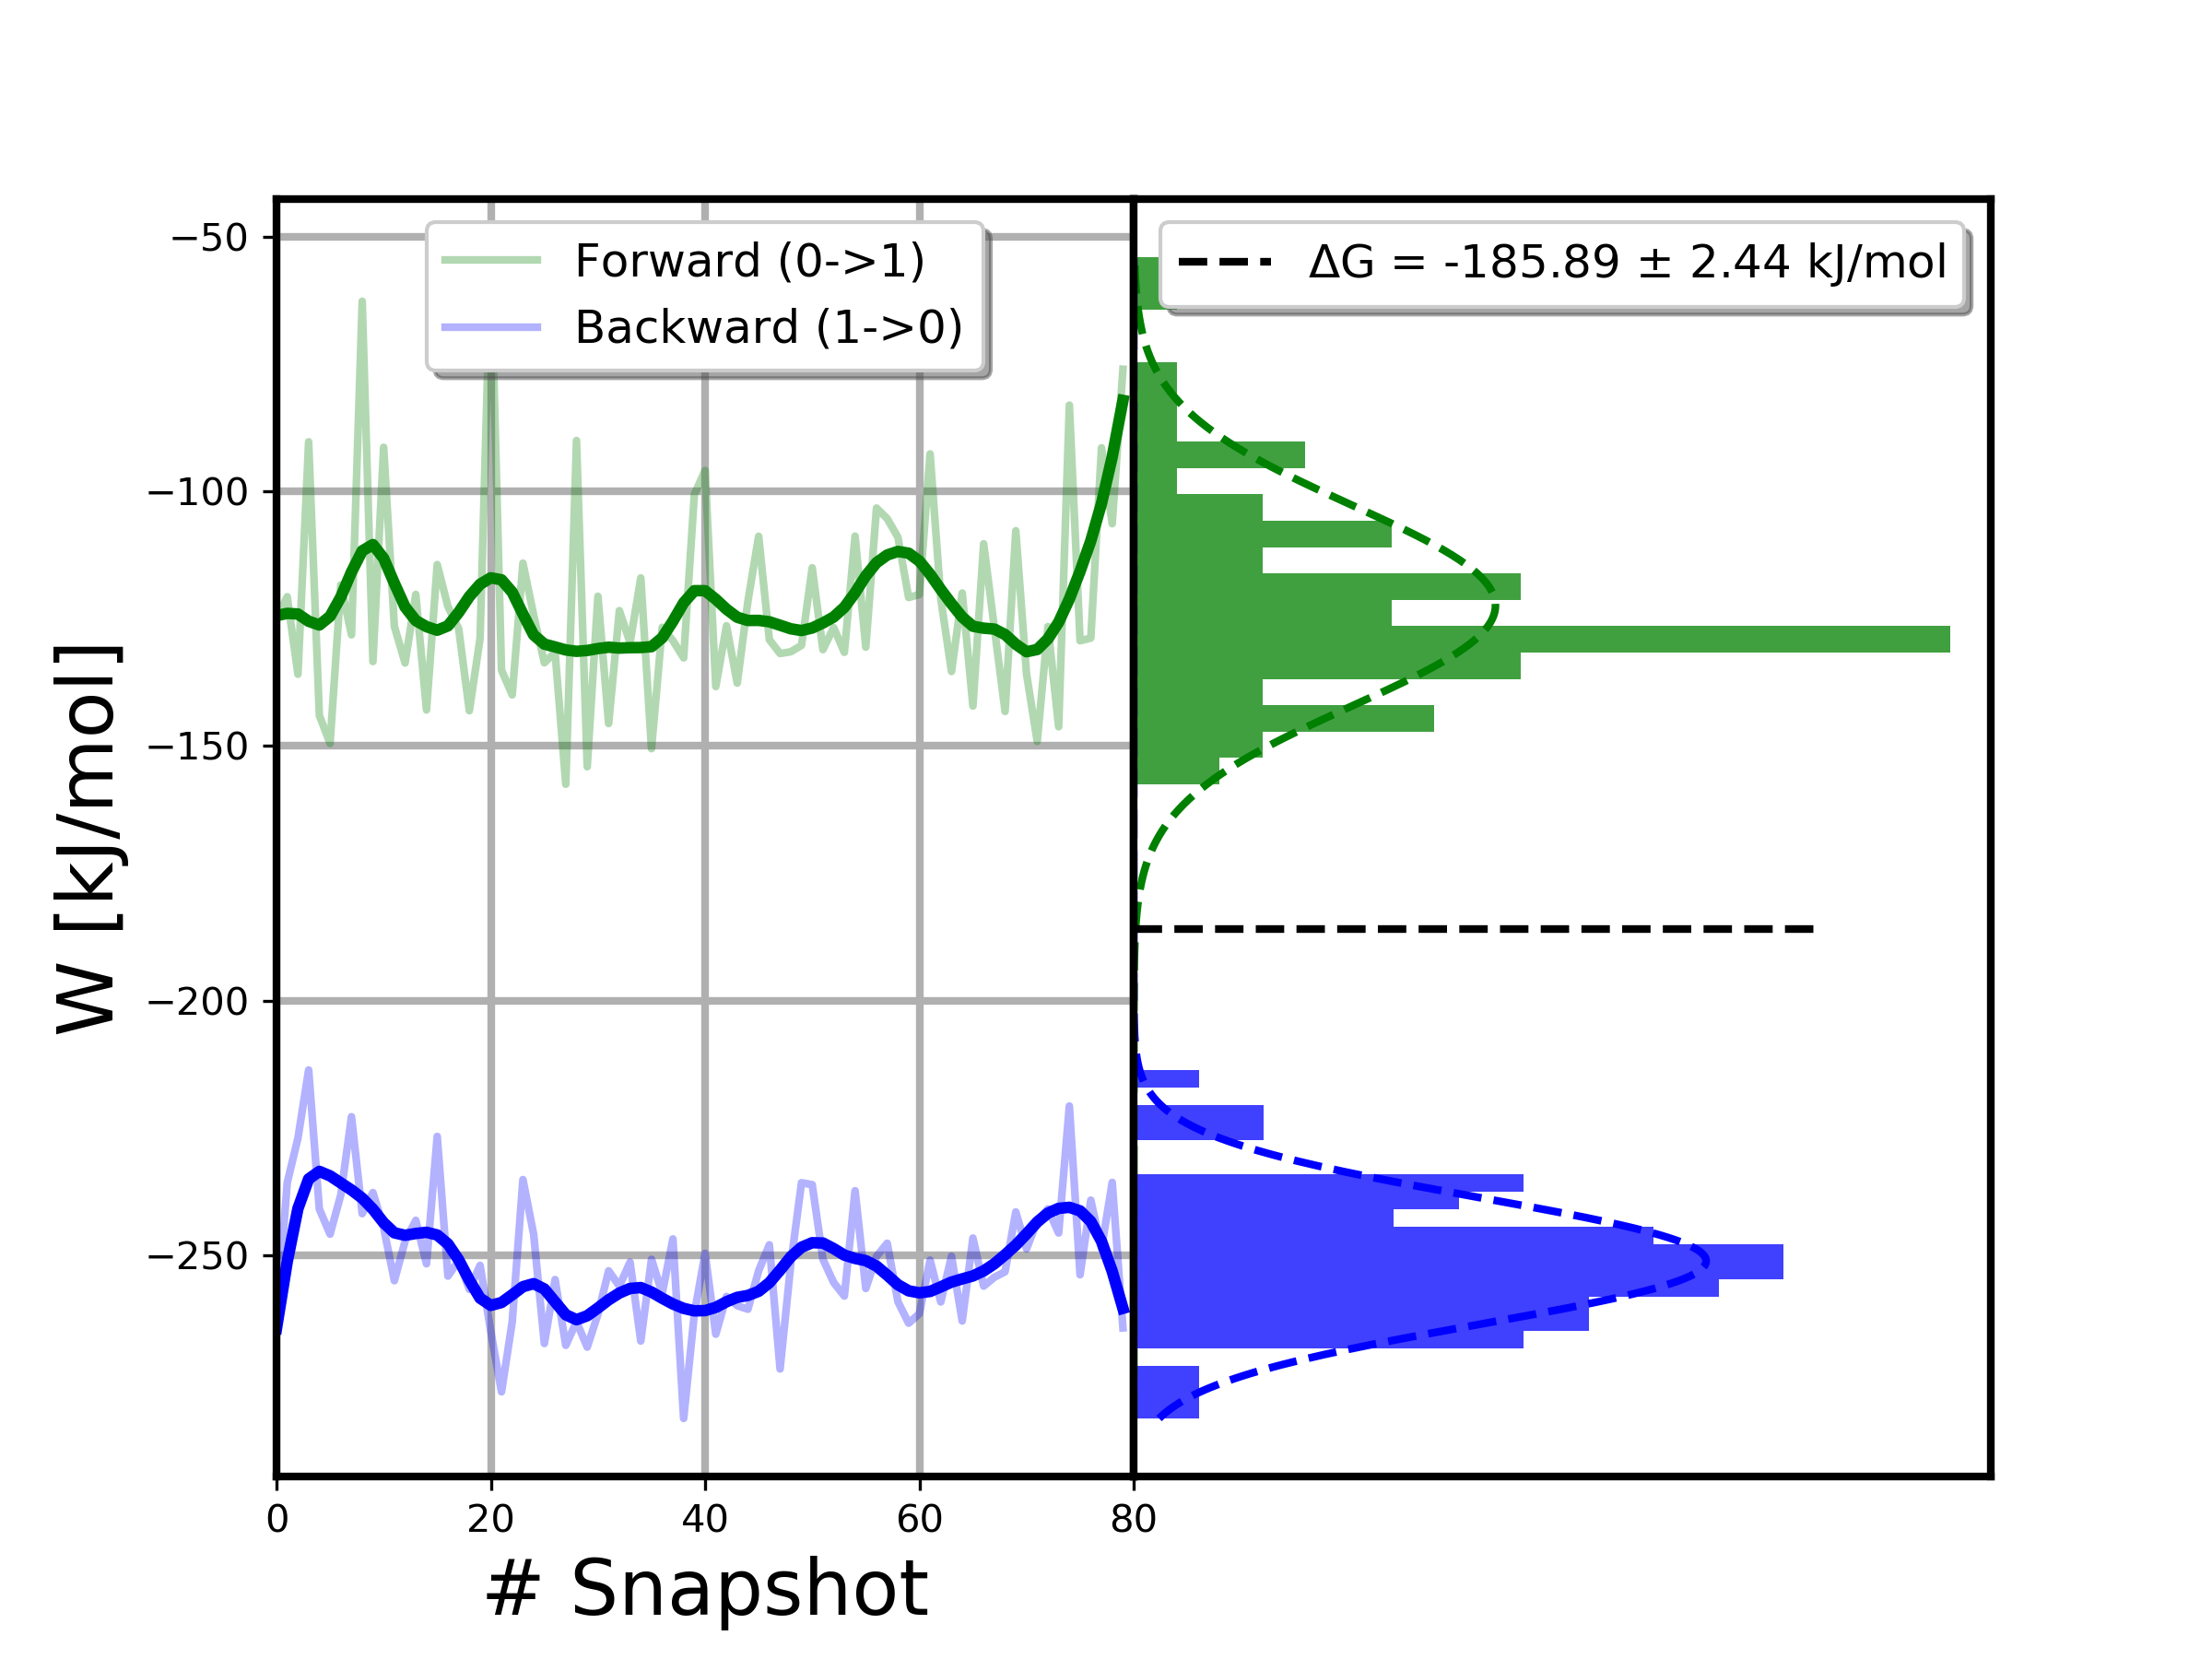 Forward (0->1)
Backward (1->0)
ΔG = -185.89 ± 2.44 kJ/mol
W [kJ/mol]
−50
−100
−150
−200
−250
0 20 40 60 80
# Snapshot